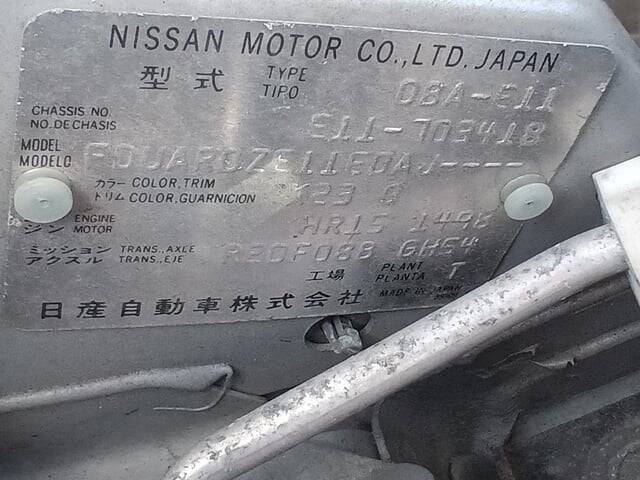 NISSAN MOTOR CO.,LTD. JAPAN
型式 TYPE TIPO DBA-E11
CHASSIS NO. NO.DE CHASIS E11-703418
MODEL MODELO
カラー COLOR,TRIM
トリム COLOR,GUARNICION K23 G
ジン ENGINE MOTOR HR15 1498
ミッション TRANS., AXLE
アクスル TRANS., EJE RE0F08B GH54
工場 PLANT PLANTA T
日産自動車株式会社 MADE IN JAPAN